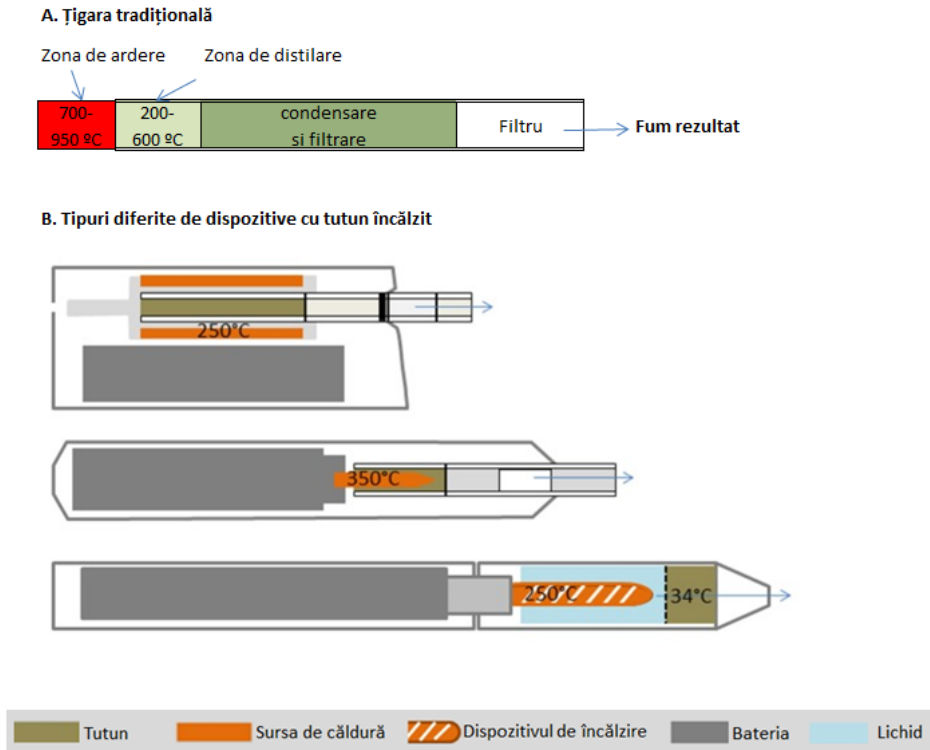 A. Țigara tradițională
Zona de ardere Zona de distilare
700-
950 ºC
200-
600 ºC
condensare
si filtrare
Filtru
Fum rezultat
B. Tipuri diferite de dispozitive cu tutun încălzit
250°C
350°C
250°C
34°C
Tutun
Sursa de căldură
Dispozitivul de încălzire
Bateria
Lichid